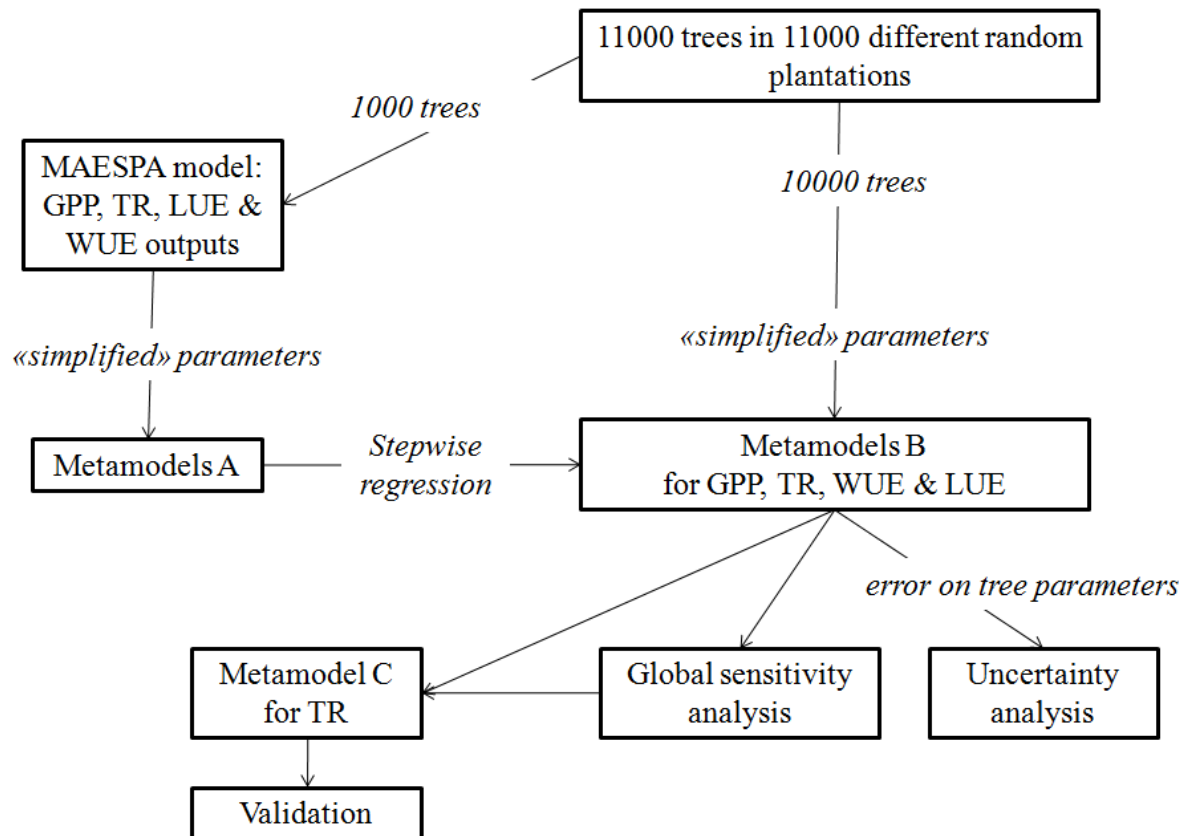 11000 trees in 11000 different random
plantations
1000 trees
MAESPA model:
GPP, TR, LUE &
WUE outputs
10000 trees
«simplified» parameters
«simplified» parameters
Metamodels A
Stepwise
regression
Metamodels B
for GPP, TR, WUE & LUE
error on tree parameters
Metamodel C
for TR
Global sensitivity
analysis
Uncertainty
analysis
Validation